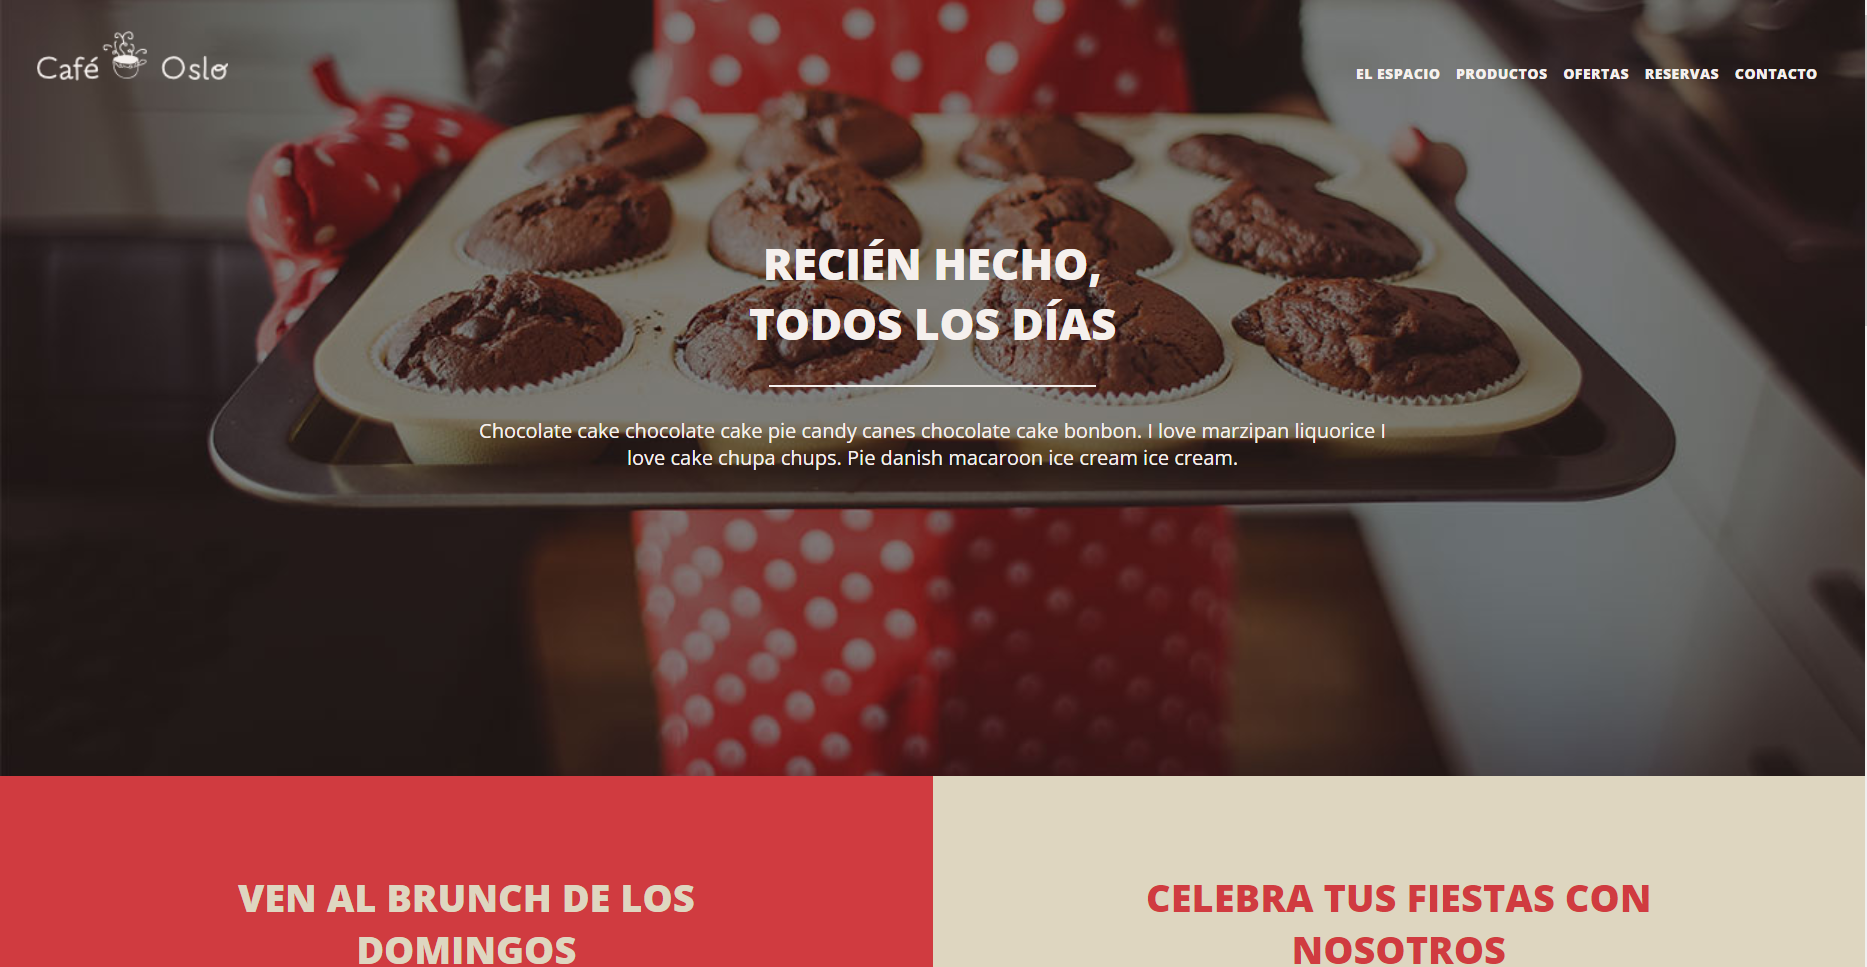 Café Oslo
EL ESPACIO PRODUCTOS OFERTAS RESERVAS CONTACTO
RECIÉN HECHO,
TODOS LOS DÍAS
Chocolate cake chocolate cake pie candy canes chocolate cake bonbon. I love marzipan liquorice I
love cake chupa chups. Pie danish macaroon ice cream ice cream.
VEN AL BRUNCH DE LOS
DOMINGOS
CELEBRA TUS FIESTAS CON
NOSOTROS